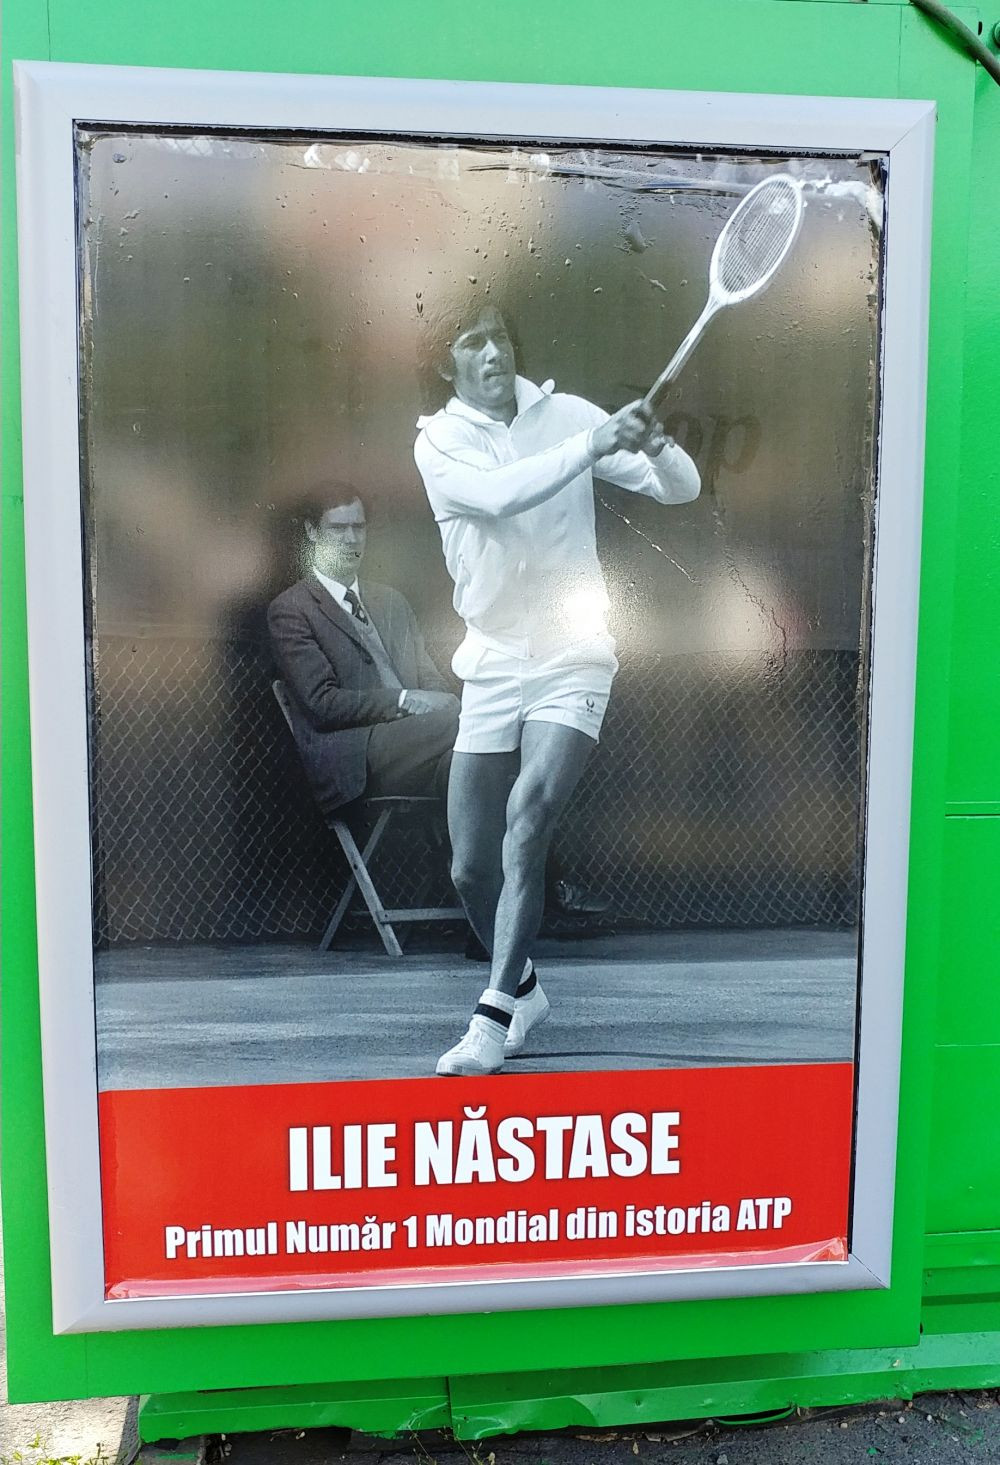 ILIE NĂSTASE
Primul Număr 1 Mondial din istoria ATP